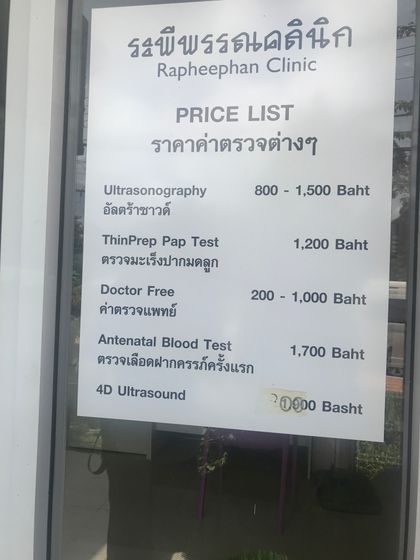 ระพีพรรณคลินิก
Rapheephan Clinic
PRICE LIST
ราคาค่าตรวจต่างๆ
Ultrasonography 800 - 1,500 Baht
อัลตร้าซาวด์
ThinPrep Pap Test 1,200 Baht
ตรวจมะเร็งปากมดลูก
Doctor Free 200 - 1,000 Baht
ค่าตรวจแพทย์
Antenatal Blood Test 1,700 Baht
ตรวจเลือดฝากครรภ์ครั้งแรก
4D Ultrasound Basht